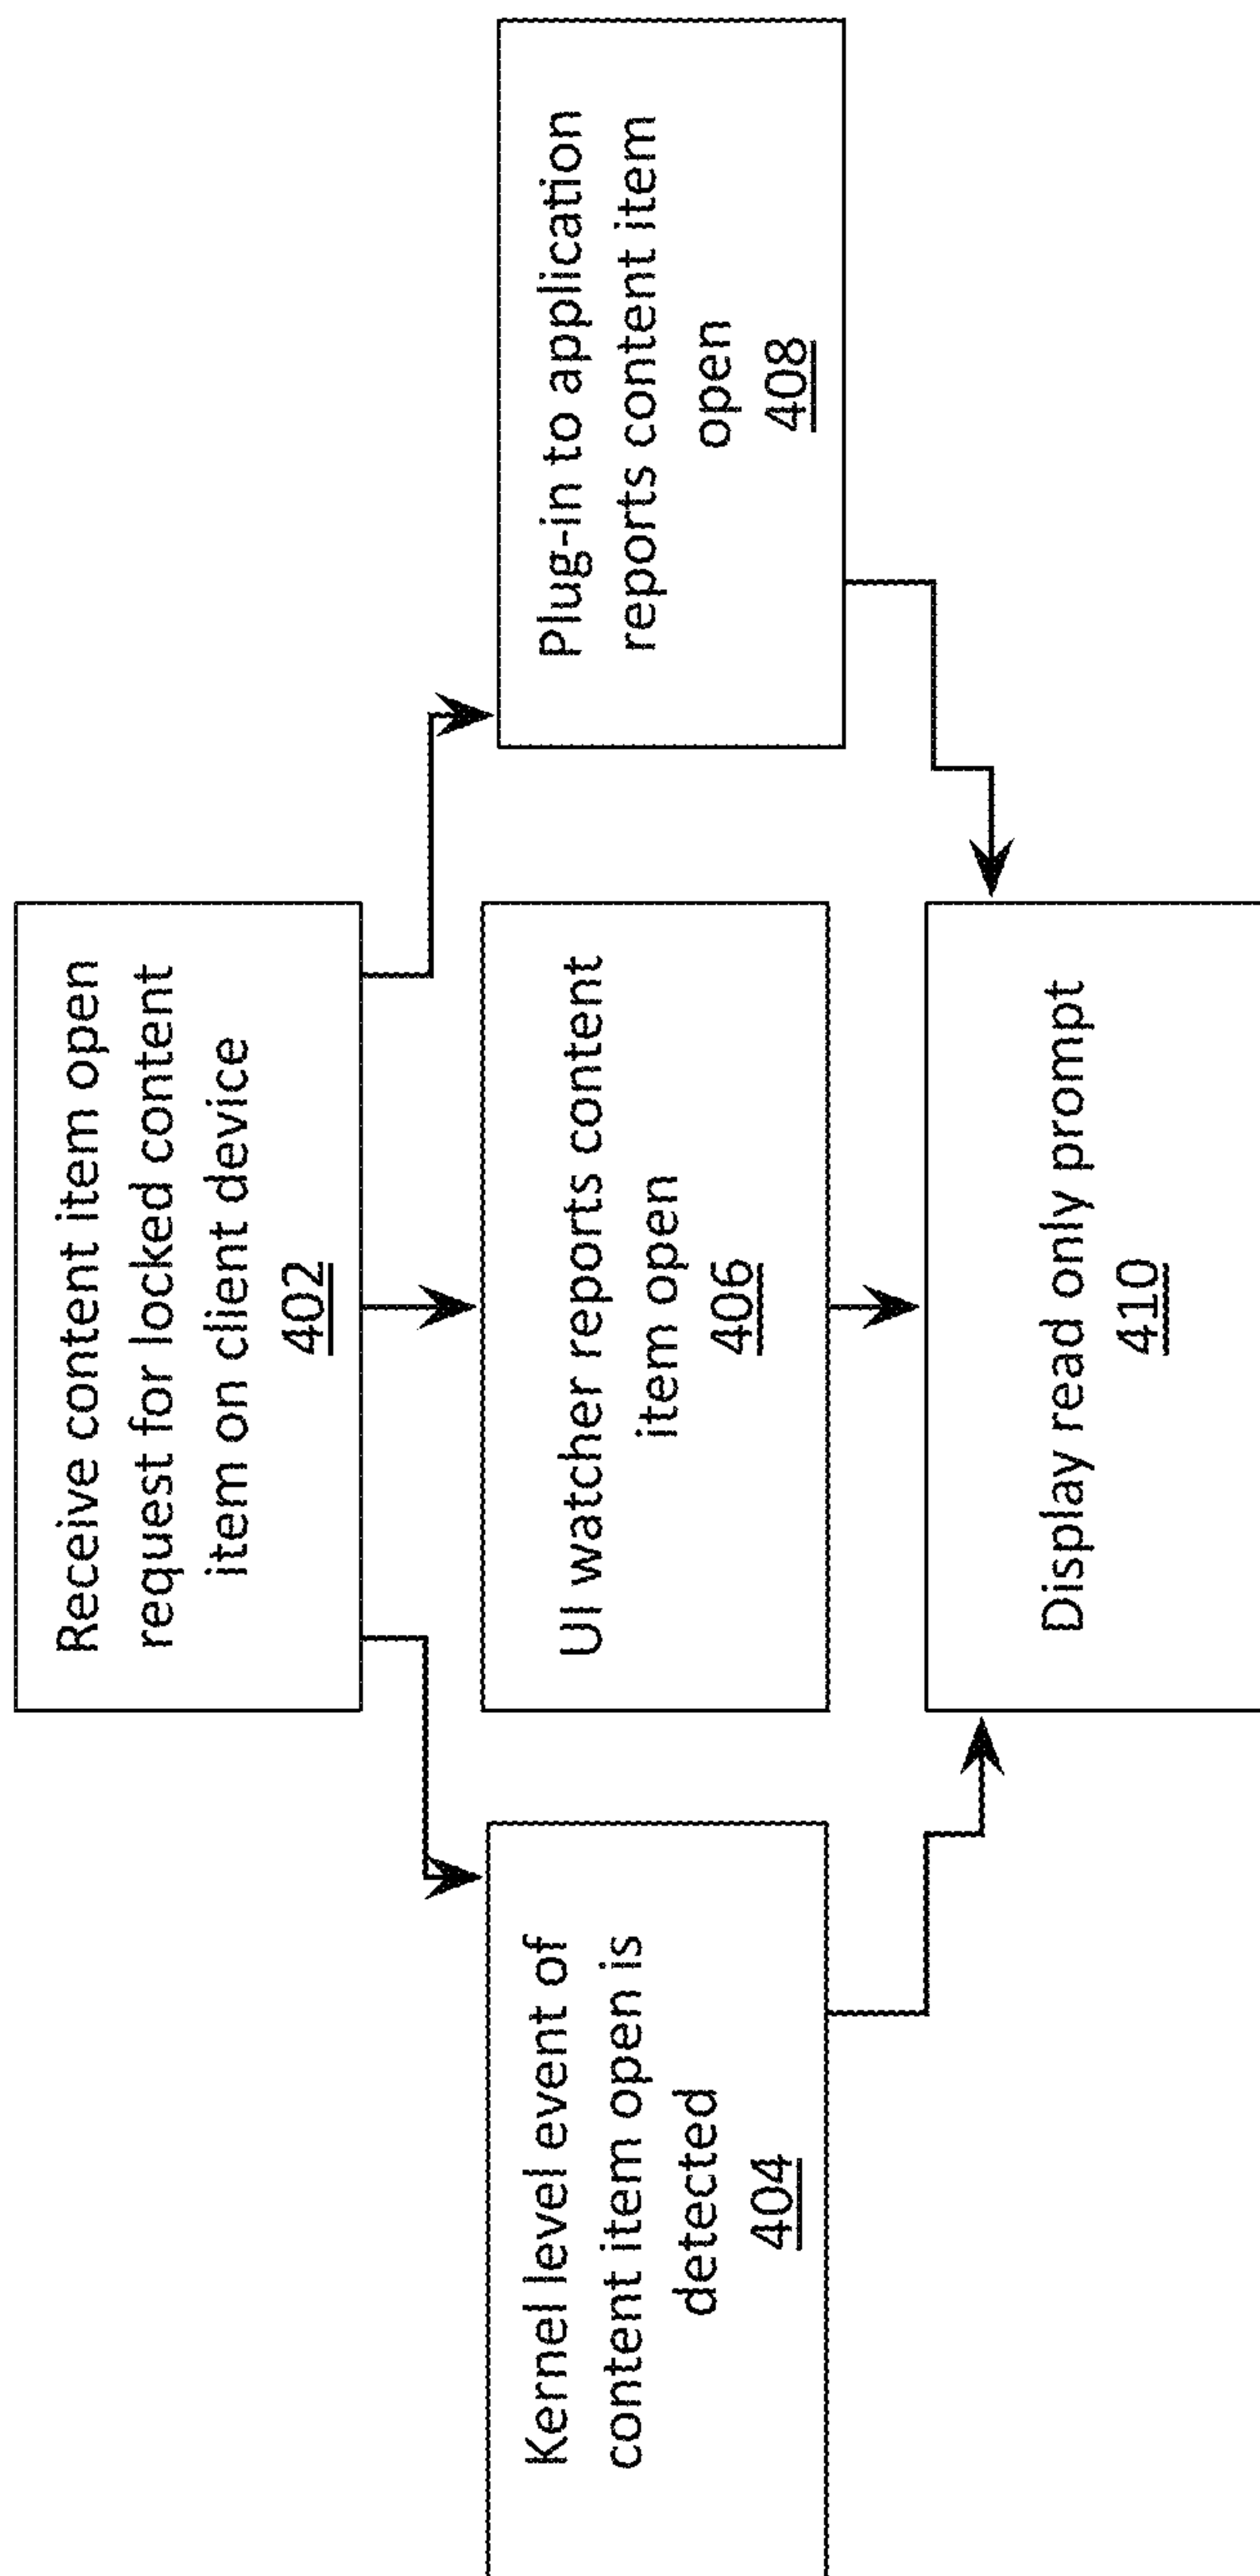 Receive content item open
request for locked content
item on client device
402
Kernel level event of
content item open is
detected
404
UI watcher reports content
item open
406
Plug-in to application
reports content item
open
408
Display read only prompt
410